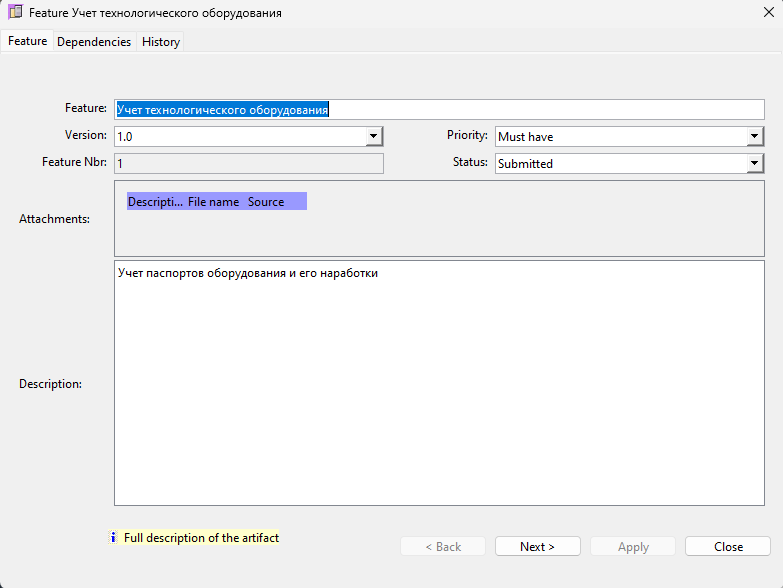 Feature Учет технологического оборудования
Feature Dependencies History
Feature: Учет технологического оборудования
Version: 1.0 Priority: Must have
Feature Nbr: 1 Status: Submitted
Attachments: Descripti... File name Source
Учет паспортов оборудования и его наработки
Description:
i Full description of the artifact
< Back Next > Apply Close